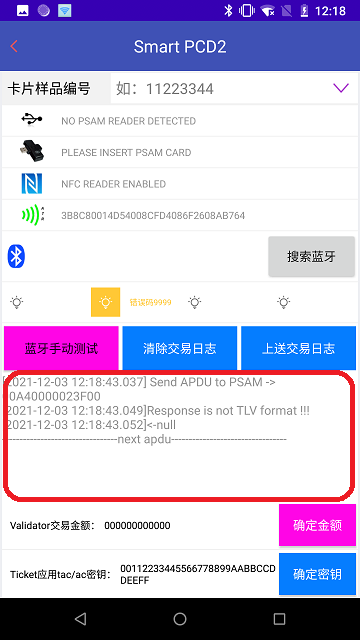 12:18
Smart PCD2
卡片样品编号 如：11223344
NO PSAM READER DETECTED
PLEASE INSERT PSAM CARD
NFC READER ENABLED
3B8C80014D54008CFD4086F2608AB764
搜索蓝牙
错误码9999
蓝牙手动测试 清除交易日志 上送交易日志
[2021-12-03 12:18:43.037] Send APDU to PSAM ->
00A40000023F00
[2021-12-03 12:18:43.049]Response is not TLV format !!!
[2021-12-03 12:18:43.052]<-null
---------------------------------next apdu---------------------------------
Validator交易金额： 000000000000 确定金额
Ticket应用tac/ac密钥： 00112233445566778899AABBCCD
DEEFF 确定密钥